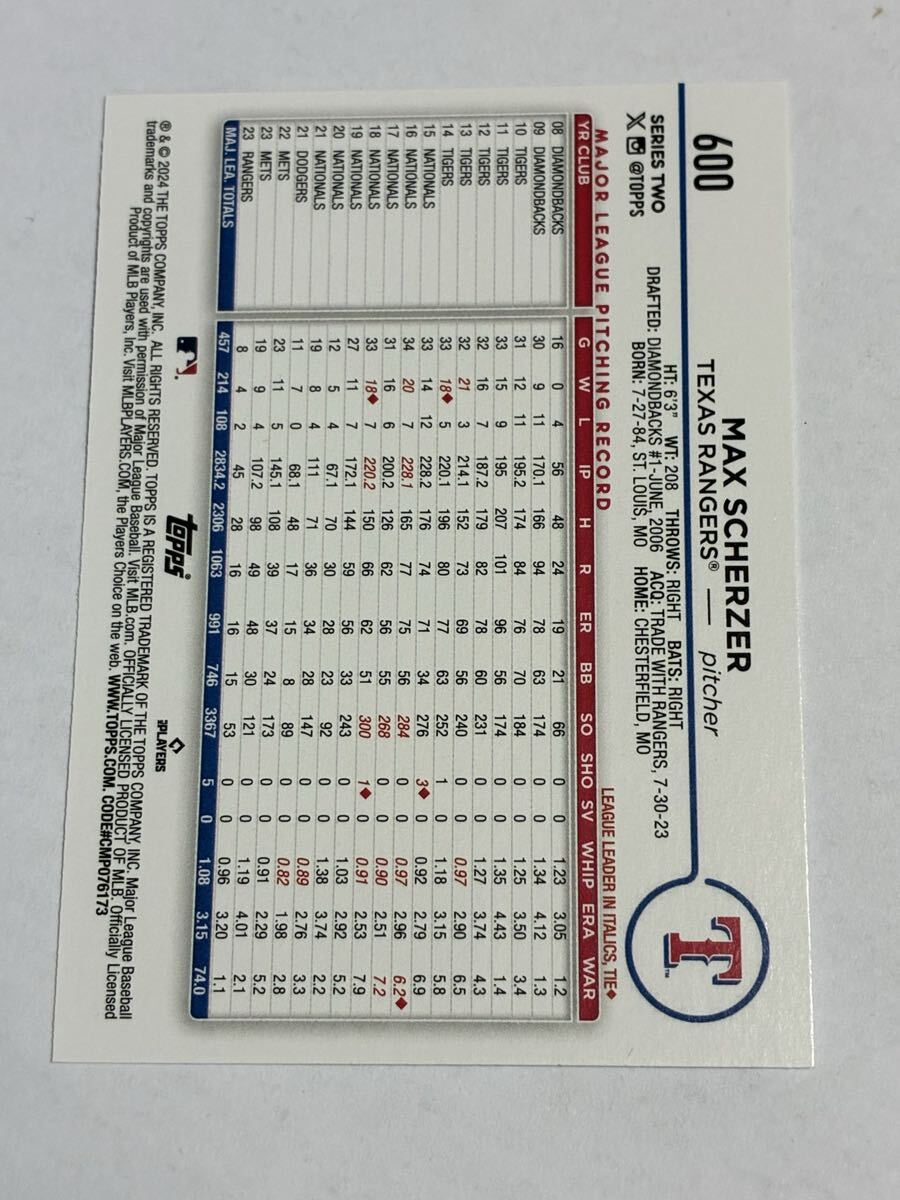 600
MAX SCHERZER
TEXAS RANGERS® — pitcher
SERIES TWO
@TOPPS
HT: 6'3" WT: 208 THROWS: RIGHT BATS: RIGHT
DRAFTED: DIAMONDBACKS #1-JUNE, 2006 ACQ: TRADE WITH RANGERS, 7-30-23
BORN: 7-27-84, ST. LOUIS, MO HOME: CHESTERFIELD, MO
T™
MAJOR LEAGUE PITCHING RECORD LEAGUE LEADER IN ITALICS, TIE♦
YR CLUB G W L IP H R ER BB SO SHO SV WHIP ERA WAR
08 DIAMONDBACKS 16 0 4 56 48 24 19 21 66 0 0 1.23 3.05 1.2
09 DIAMONDBACKS 30 9 11 170.1 166 94 78 63 174 0 0 1.34 4.12 1.3
10 TIGERS 31 12 11 195.2 174 84 76 70 184 0 0 1.25 3.50 3.4
11 TIGERS 33 15 9 195 207 101 96 56 174 0 0 1.35 4.43 1.4
12 TIGERS 32 16 7 187.2 179 82 78 60 231 0 0 1.27 3.74 4.3
13 TIGERS 32 21 3 214.1 152 73 69 56 240 0 0 0.97 2.90 6.5
14 TIGERS 33 18♦ 5 220.1 196 80 77 63 252 1 0 1.18 3.15 5.8
15 NATIONALS 33 14 12 228.2 176 74 71 34 276 3♦ 0 0.92 2.79 6.9
16 NATIONALS 34 20 7 228.1 165 77 75 56 284 0 0 0.97 2.96 6.2♦
17 NATIONALS 31 16 6 200.2 126 62 56 55 268 0 0 0.90 2.51 7.2
18 NATIONALS 33 18♦ 7 220.2 150 66 62 51 300 1♦ 0 0.91 2.53 7.9
19 NATIONALS 27 11 7 172.1 144 59 56 33 243 0 0 1.03 2.92 5.2
20 NATIONALS 12 5 4 67.1 70 30 28 23 92 0 0 1.38 3.74 2.2
21 NATIONALS 19 8 4 111 71 36 34 28 147 0 0 0.89 2.76 3.3
21 DODGERS 11 7 0 68.1 48 17 15 8 89 0 0 0.82 1.98 2.8
22 METS 23 11 5 145.1 108 39 37 24 173 0 0 0.91 2.29 5.2
23 METS 19 9 4 107.2 98 49 48 30 121 0 0 1.19 4.01 2.1
23 RANGERS 8 4 2 45 28 16 16 15 53 0 0 0.96 3.20 1.1
MAJ. LEA. TOTALS 457 214 108 2834.2 2306 1063 991 746 3367 5 0 1.08 3.15 74.0
topps®
PLAYERS
® & © 2024 THE TOPPS COMPANY, INC. ALL RIGHTS RESERVED. TOPPS IS A REGISTERED TRADEMARK OF THE TOPPS COMPANY, INC. Major League Baseball
trademarks and copyrights are used with permission of Major League Baseball. Visit MLB.com. OFFICIALLY LICENSED PRODUCT OF MLB. Officially Licensed
Product of MLB Players, Inc. Visit MLBPLAYERS.COM, the Players Choice on the web. WWW.TOPPS.COM. CODE#CMP076173